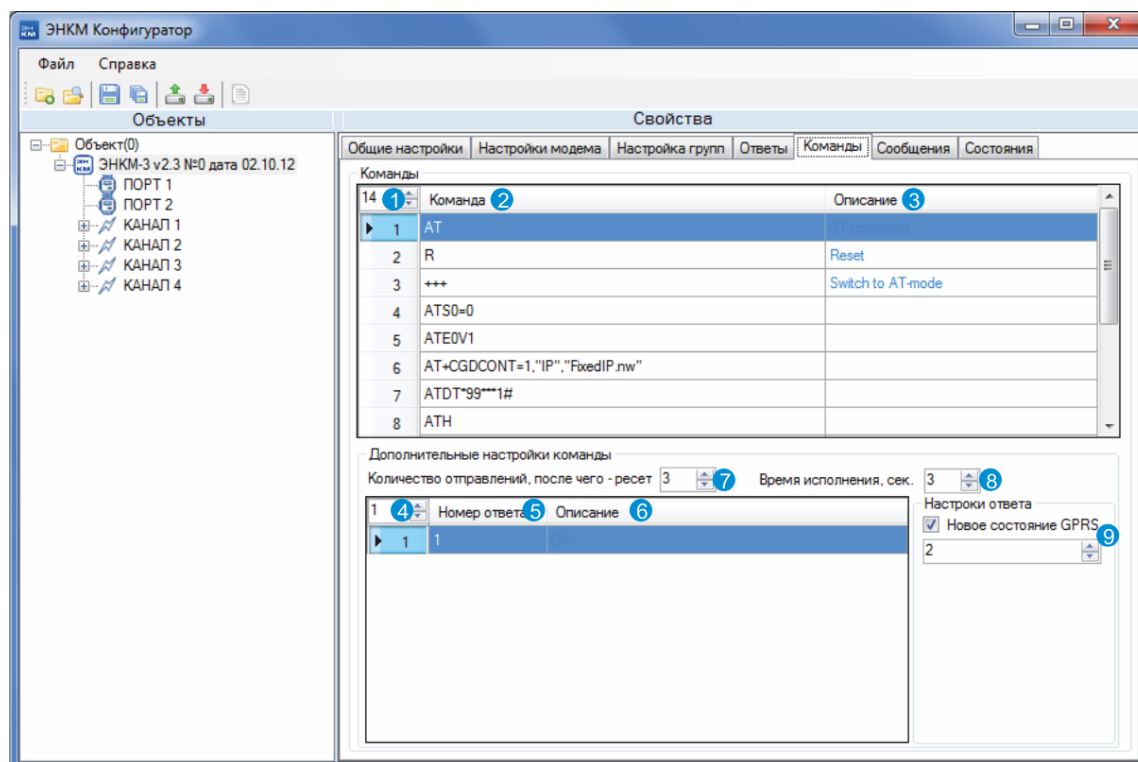 ЭНКМ Конфигуратор
Файл Справка
Объекты
Свойства
Объект(0)
ЭНКМ-3 v2.3 №0 дата 02.10.12
ПОРТ 1
ПОРТ 2
КАНАЛ 1
КАНАЛ 2
КАНАЛ 3
КАНАЛ 4
Общие настройки Настройки модема Настройка групп Ответы Команды Сообщения Состояния
Команды
14 1 Команда 2 Описание 3
1 AT AT command
2 R Reset
3 +++ Switch to AT-mode
4 ATS0=0
5 ATE0V1
6 AT+CGDCONT=1,"IP","FixedIP.nw"
7 ATDT*99***1#
8 ATH
Дополнительные настройки команды
Количество отправлений, после чего - ресет 3 7 Время исполнения, сек. 3 8
1 4 Номер ответа 5 Описание 6
1 1 OK
Настроки ответа
Новое состояние GPRS
2 9